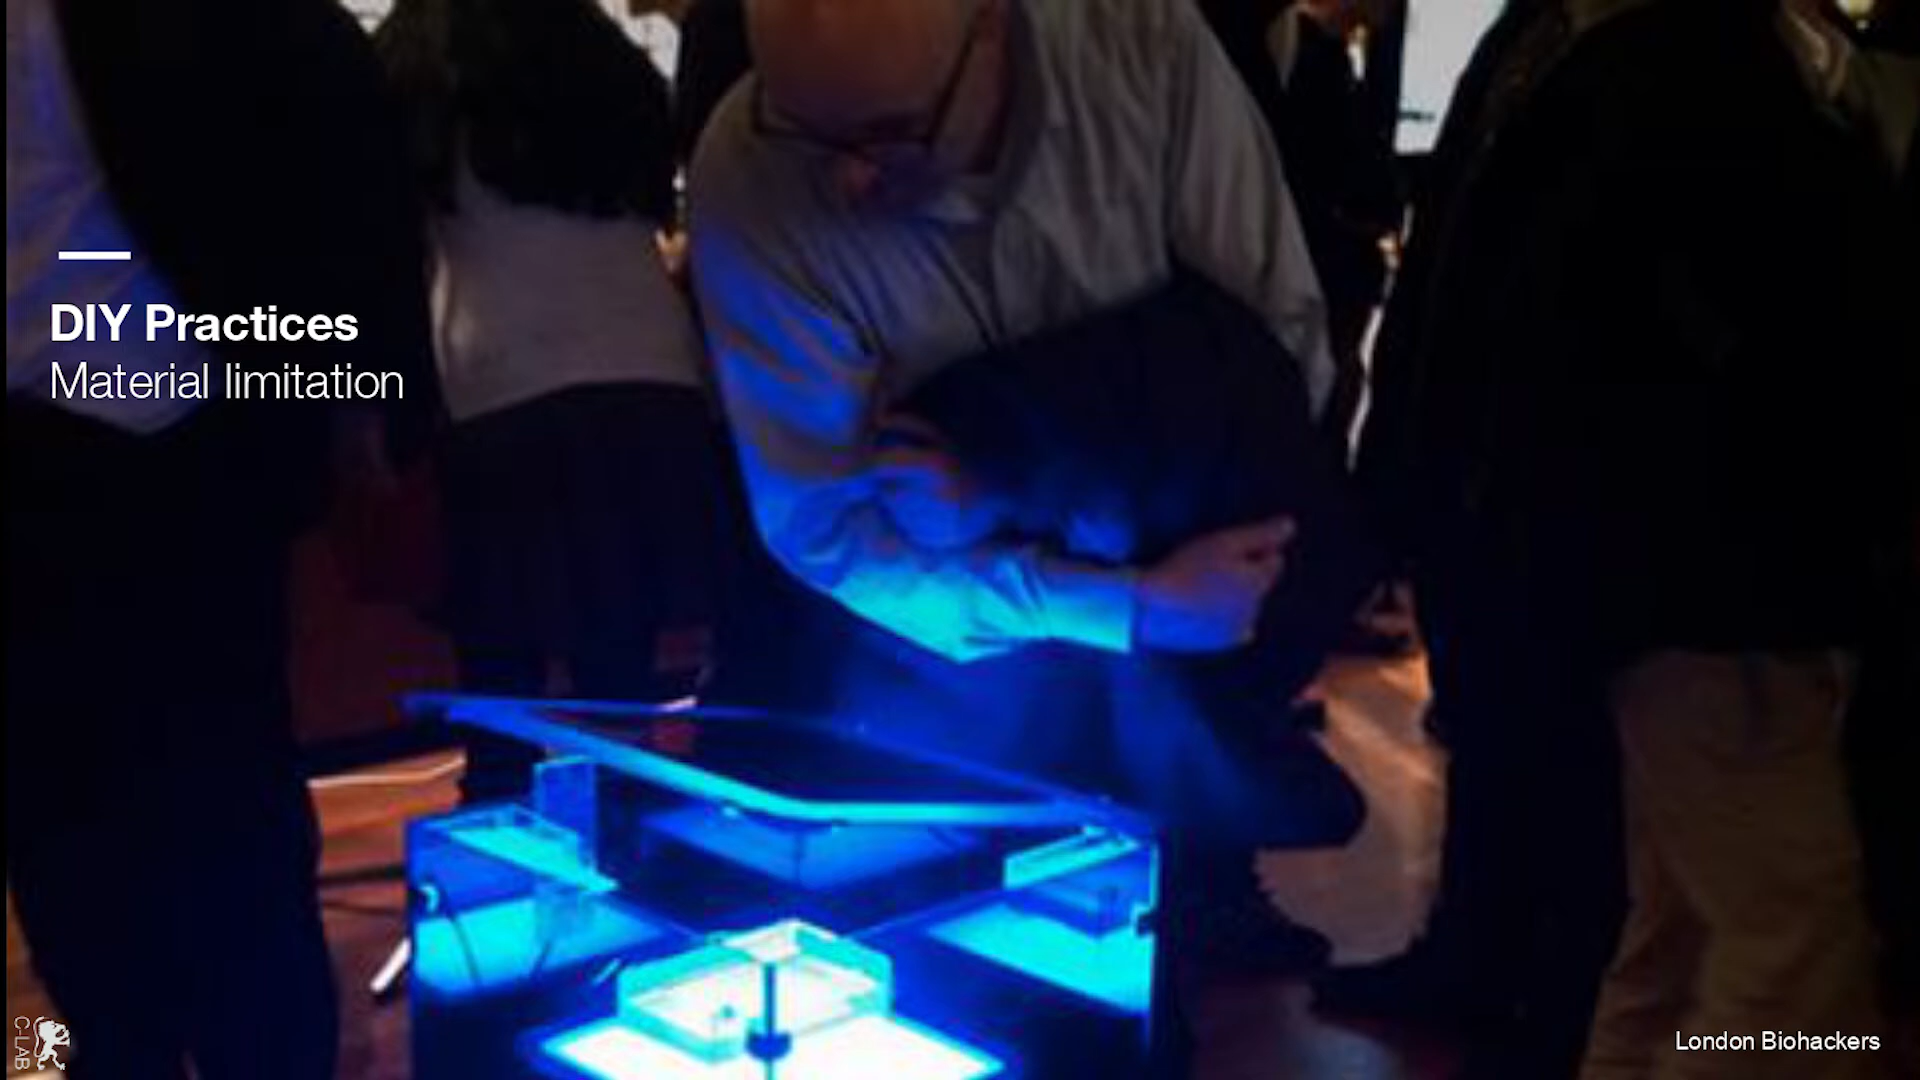 DIY Practices
Material limitation
C-LAB
London Biohackers